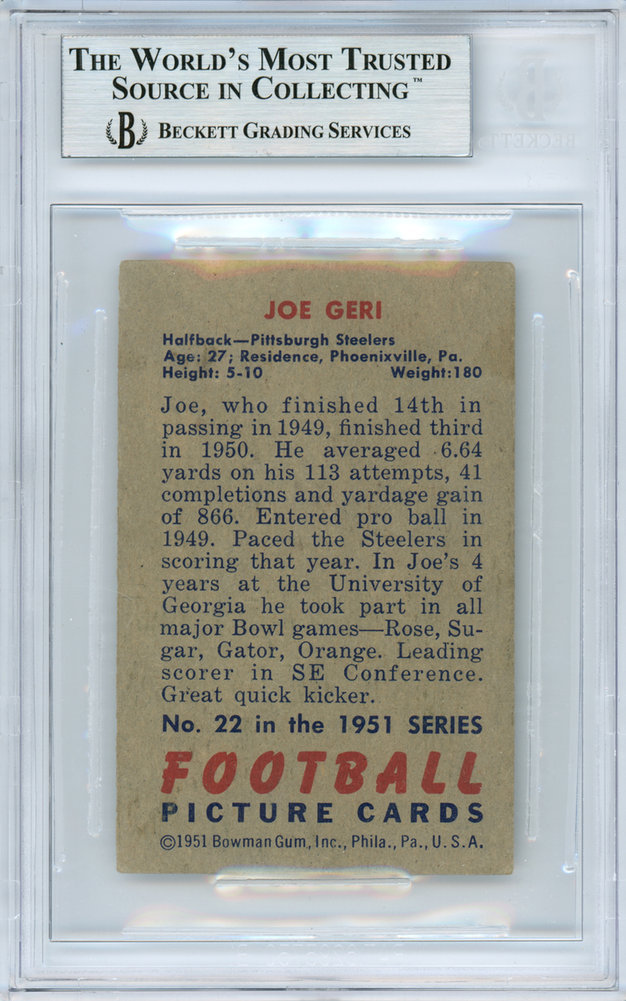 THE WORLD'S MOST TRUSTED
SOURCE IN COLLECTING™
B BECKETT GRADING SERVICES
BECKETT
JOE GERI
Halfback—Pittsburgh Steelers
Age: 27; Residence, Phoenixville, Pa.
Height: 5-10 Weight:180
Joe, who finished 14th in
passing in 1949, finished third
in 1950. He averaged 6.64
yards on his 113 attempts, 41
completions and yardage gain
of 866. Entered pro ball in
1949. Paced the Steelers in
scoring that year. In Joe's 4
years at the University of
Georgia he took part in all
major Bowl games—Rose, Su-
gar, Gator, Orange. Leading
scorer in SE Conference.
Great quick kicker.
No. 22 in the 1951 SERIES
FOOTBALL
PICTURE CARDS
©1951 Bowman Gum, Inc., Phila., Pa., U.S.A.